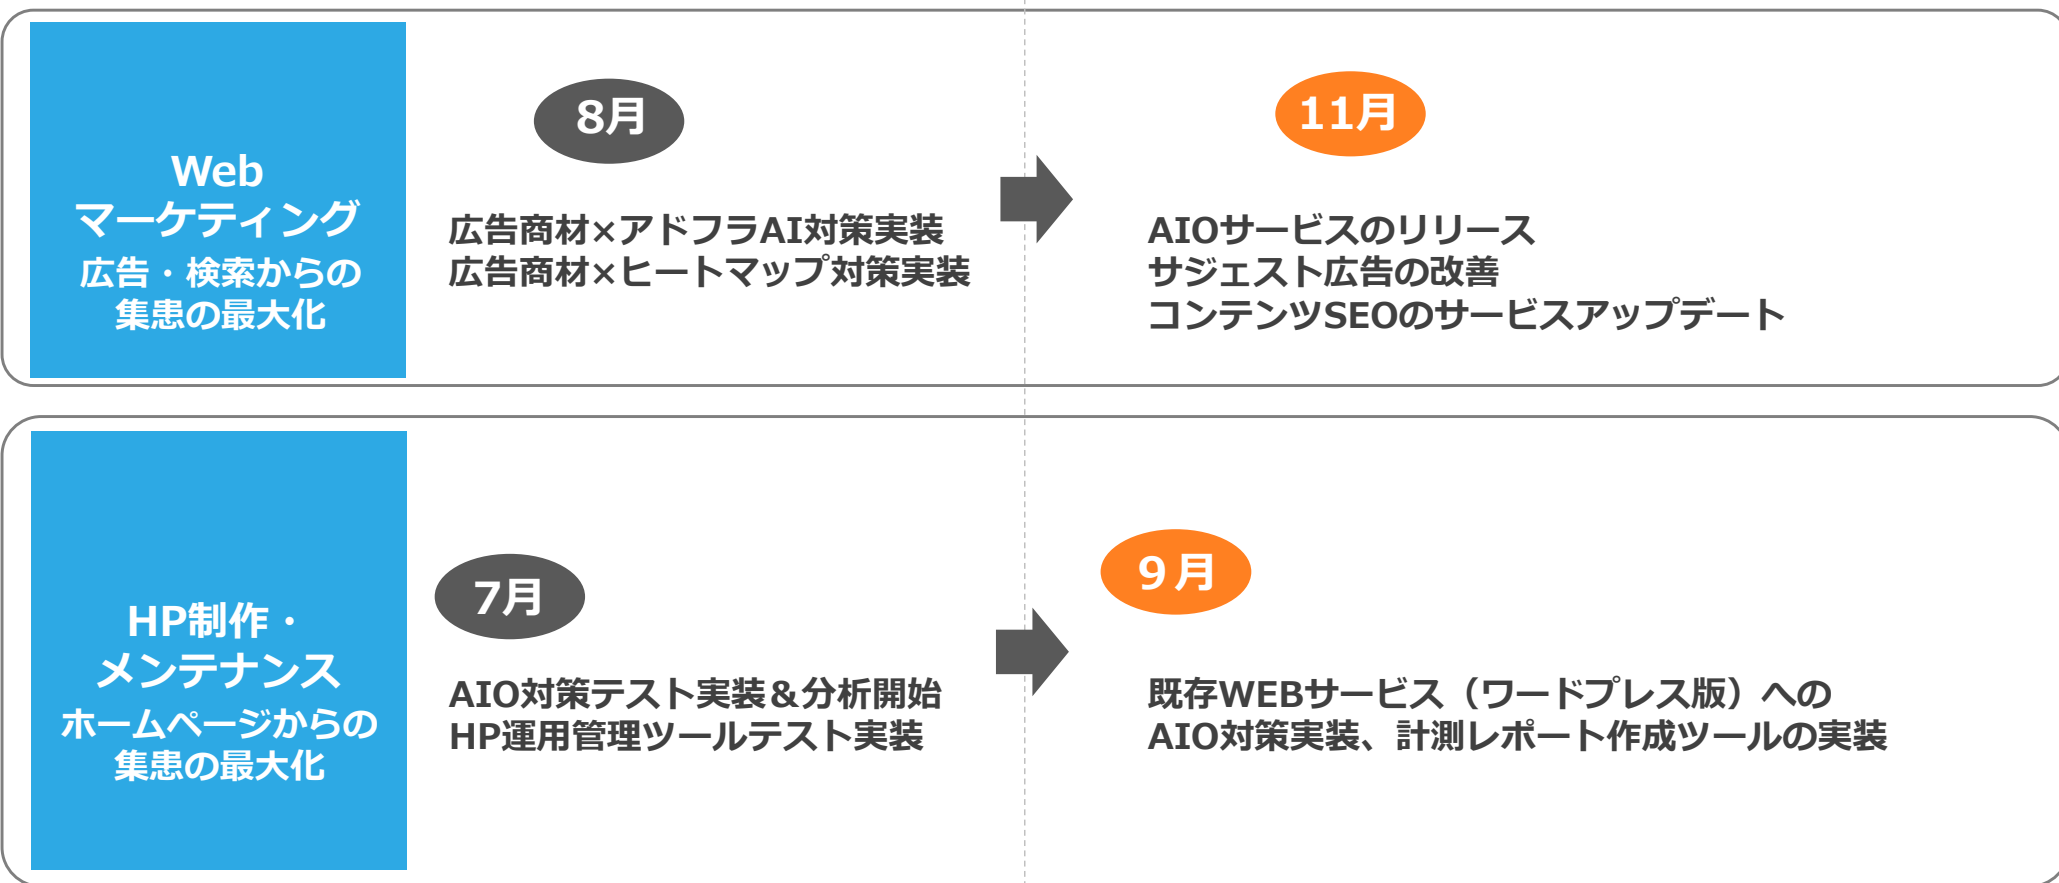 Web
マーケティング
広告・検索からの
集患の最大化
8月
広告商材×アドフラAI対策実装
広告商材×ヒートマップ対策実装
11月
AIOサービスのリリース
サジェスト広告の改善
コンテンツSEOのサービスアップデート
HP制作・
メンテナンス
ホームページからの
集患の最大化
7月
AIO対策テスト実装＆分析開始
HP運用管理ツールテスト実装
９月
既存WEBサービス（ワードプレス版）への
AIO対策実装、計測レポート作成ツールの実装